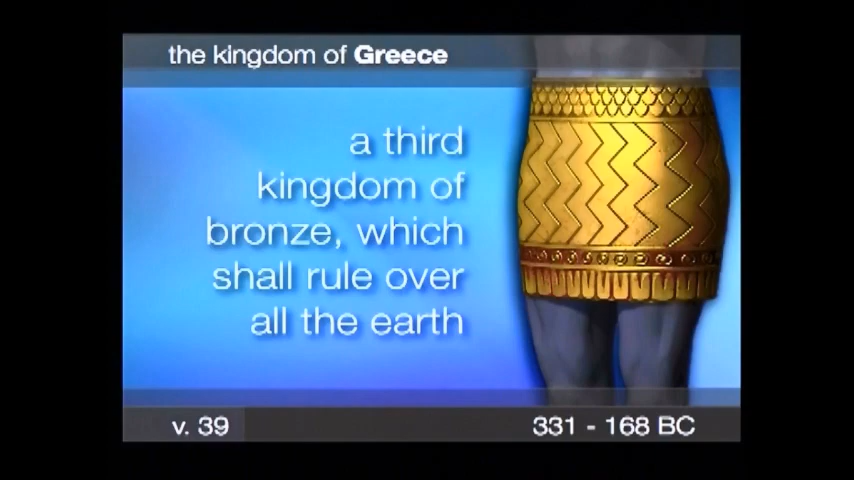 the kingdom of Greece
a third
kingdom of
bronze, which
shall rule over
all the earth
v. 39
331 - 168 BC